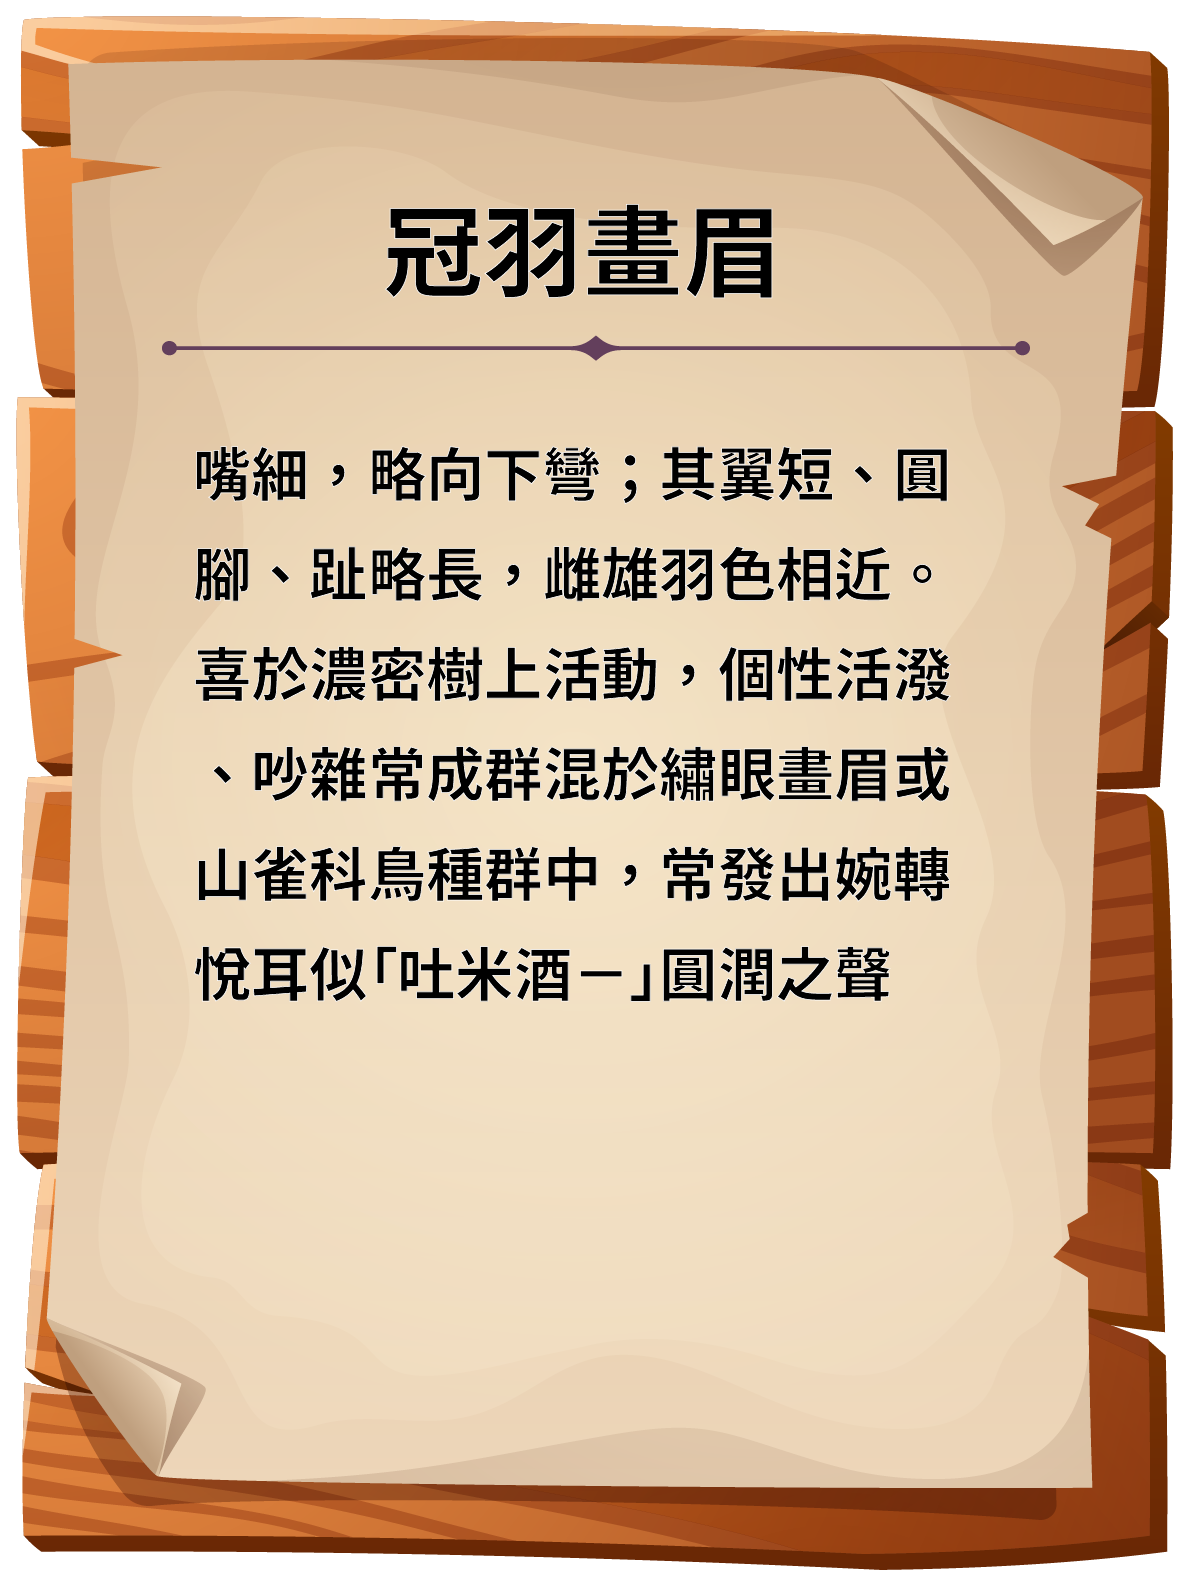 冠羽畫眉
嘴細，略向下彎；其翼短、圓
腳、趾略長，雌雄羽色相近。
喜於濃密樹上活動，個性活潑
、吵雜常成群混於繡眼畫眉或
山雀科鳥種群中，常發出婉轉
悅耳似「吐米酒－」圓潤之聲